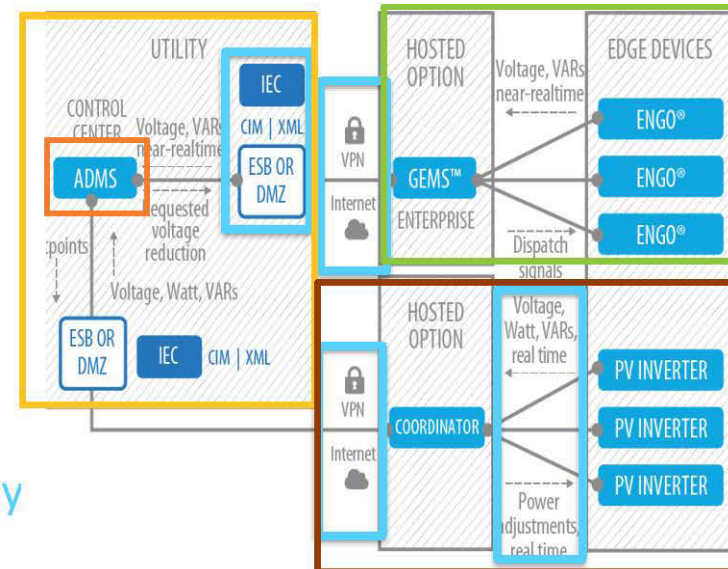 UTILITY
IEC
CIM | XML
ESB OR
DMZ
CONTROL
CENTER
Voltage, VARs
near-realtime
ADMS
Requested
voltage
reduction
Voltage, Watt, VARs
ESB OR
DMZ
IEC
CIM | XML
VPN
Internet
HOSTED
OPTION
GEMS™
ENTERPRISE
Voltage, VARs
near-realtime
Dispatch
signals
EDGE DEVICES
ENGO®
ENGO®
ENGO®
VPN
Internet
HOSTED
OPTION
COORDINATOR
Voltage,
Watt, VARs,
real time
Power
adjustments,
real time
PV INVERTER
PV INVERTER
PV INVERTER